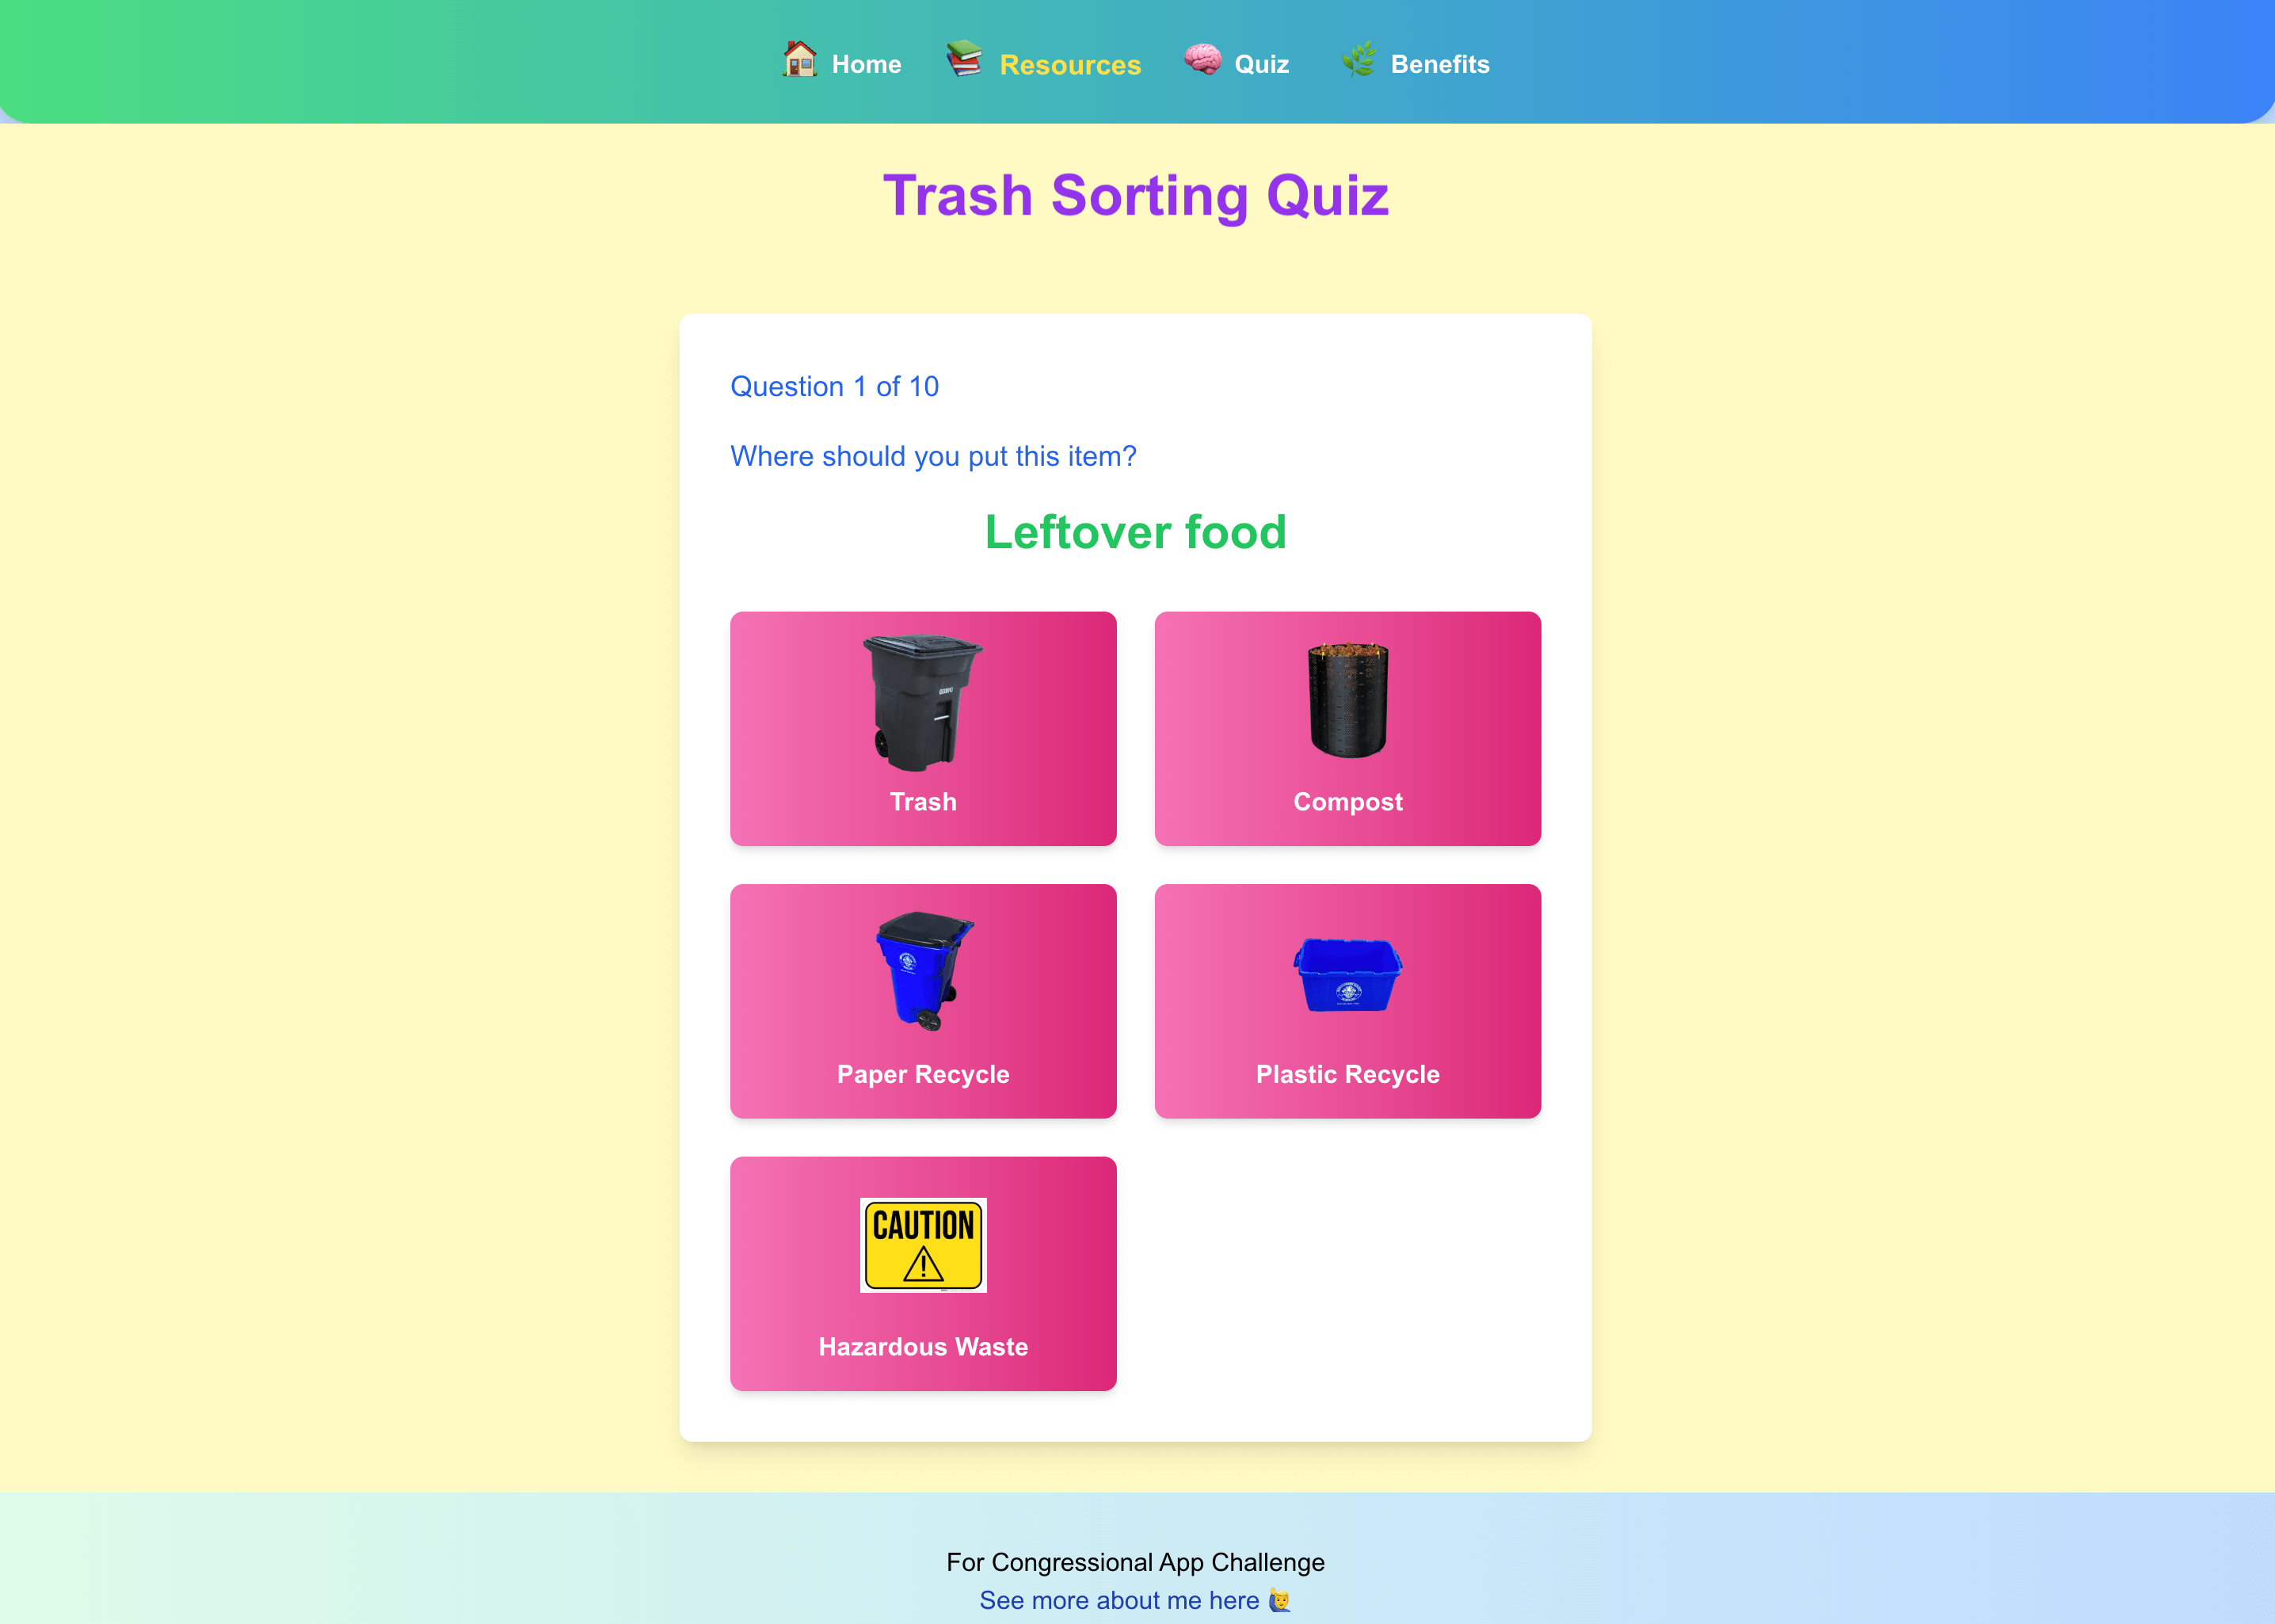 Home Resources Quiz Benefits
Trash Sorting Quiz
Question 1 of 10
Where should you put this item?
Leftover food
Trash
Compost
Paper Recycle
Plastic Recycle
CAUTION
Hazardous Waste
For Congressional App Challenge
See more about me here